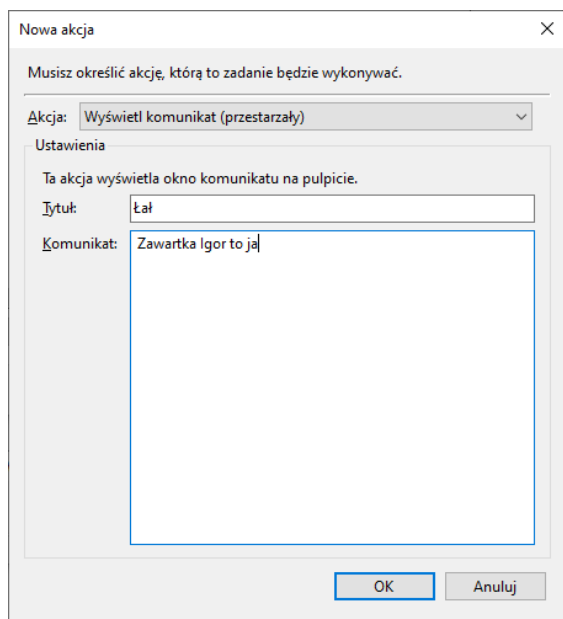 Nowa akcja
Musisz określić akcję, którą to zadanie będzie wykonywać.
Akcja: Wyświetl komunikat (przestarzały)
Ustawienia
Ta akcja wyświetla okno komunikatu na pulpicie.
Tytuł: Łał
Komunikat: Zawartka Igor to ja
OK Anuluj